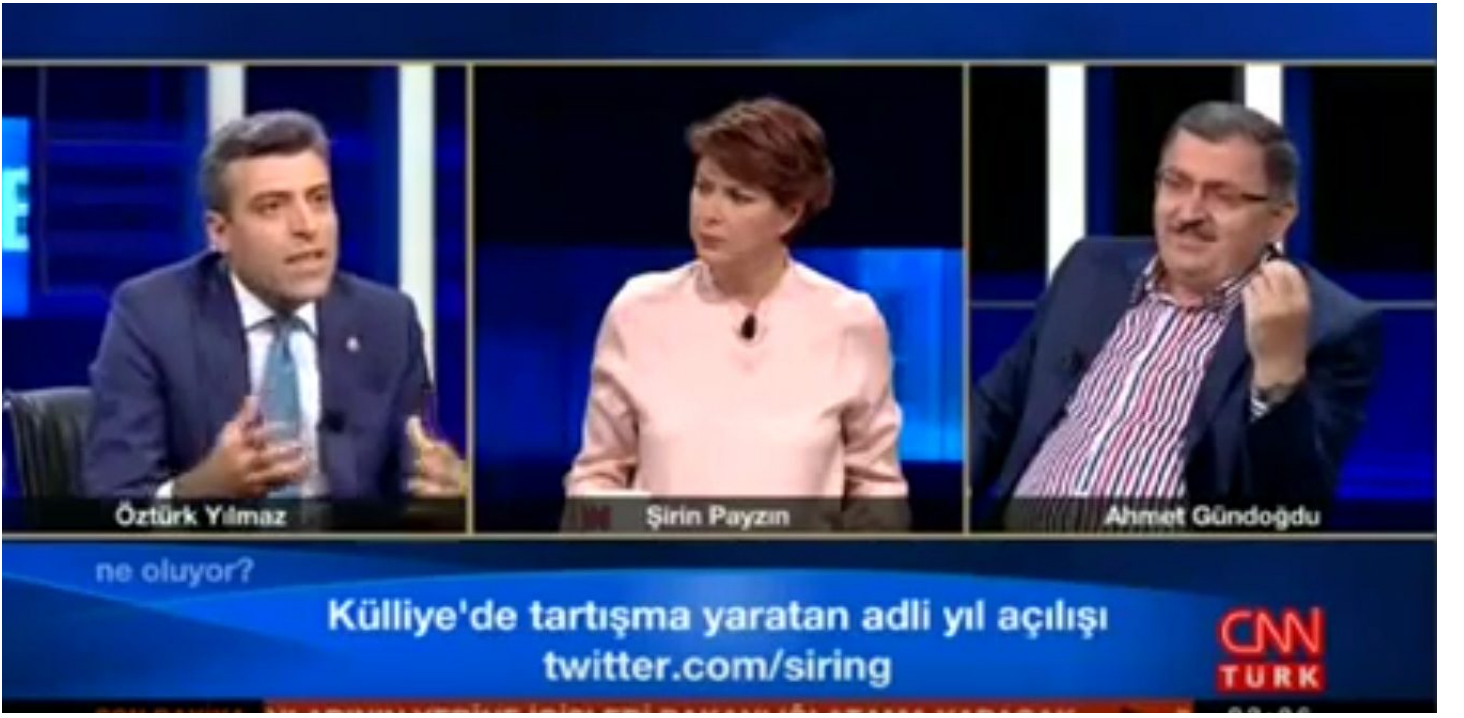 E
Öztürk Yılmaz
Şirin Payzın
Ahmet Gündoğdu
ne oluyor?
Külliye'de tartışma yaratan adli yıl açılışı
twitter.com/siring
CNN
TURK